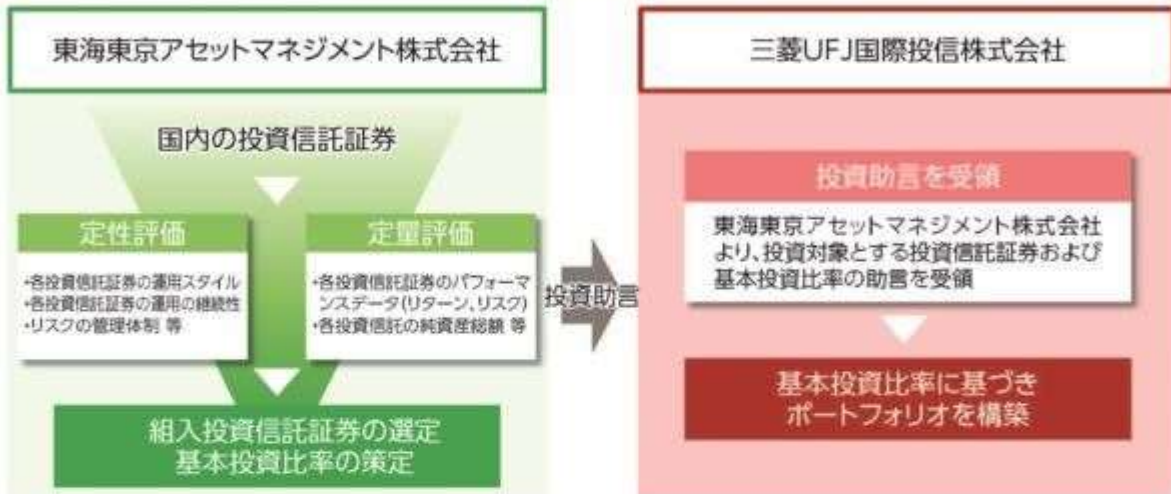 東海東京アセットマネジメント株式会社
国内の投資信託証券
定性評価
・各投資信託証券の運用スタイル
・各投資信託証券の運用の継続性
・リスクの管理体制 等
定量評価
・各投資信託証券のパフォーマ
ンスデータ(リターン、リスク)
・各投資信託の純資産総額 等
組入投資信託証券の選定
基本投資比率の策定
投資助言
三菱UFJ国際投信株式会社
投資助言を受領
東海東京アセットマネジメント株式会社
より、投資対象とする投資信託証券および
基本投資比率の助言を受領
基本投資比率に基づき
ポートフォリオを構築